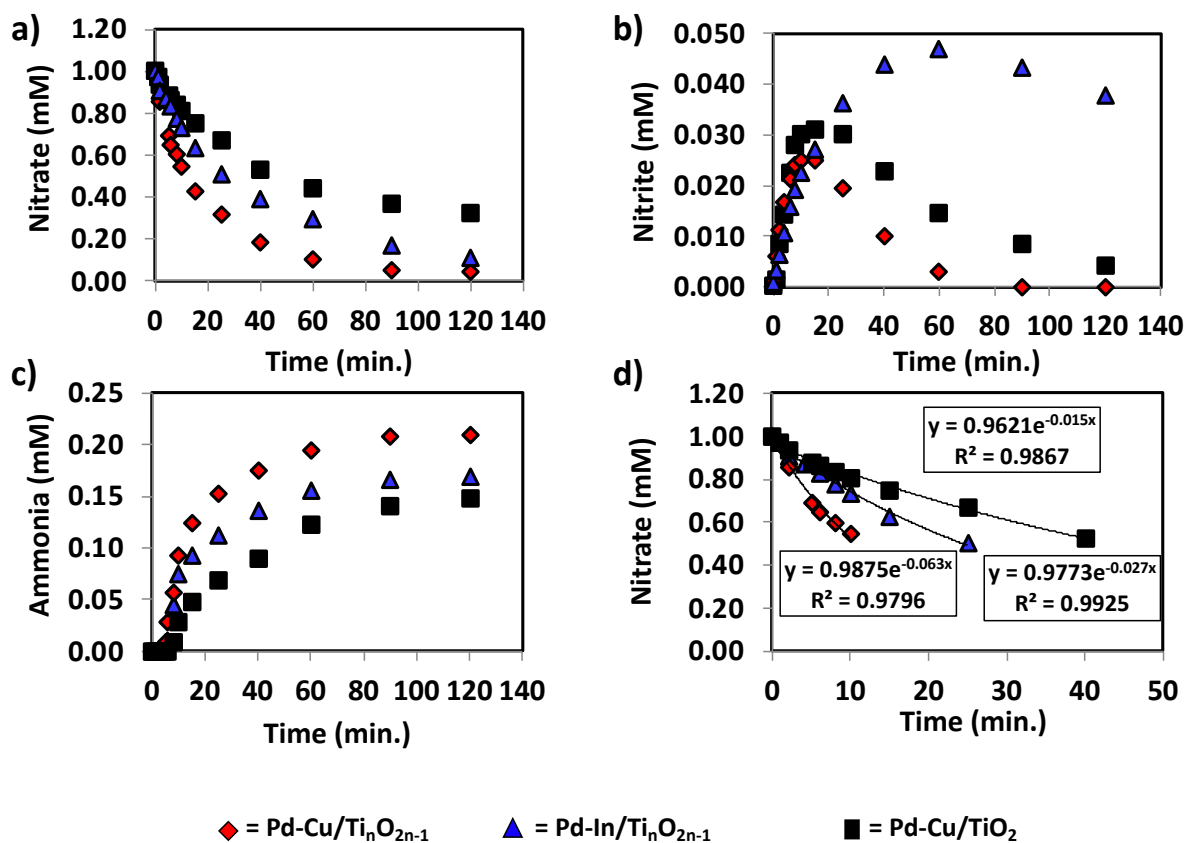 a)
1.20
1.00
0.80
0.60
0.40
0.20
0.00
Nitrate (mM)
0 20 40 60 80 100 120 140
Time (min.)
b)
0.050
0.040
0.030
0.020
0.010
0.000
Nitrite (mM)
0 20 40 60 80 100 120 140
Time (min.)
c)
0.25
0.20
0.15
0.10
0.05
0.00
Ammonia (mM)
0 20 40 60 80 100 120 140
Time (min.)
d)
1.20
1.00
0.80
0.60
0.40
0.20
0.00
Nitrate (mM)
y = 0.9621e^-0.015x
R² = 0.9867
y = 0.9875e^-0.063x
R² = 0.9796
y = 0.9773e^-0.027x
R² = 0.9925
0 10 20 30 40 50
Time (min.)
= Pd-Cu/TiₙO₂ₙ₋₁ = Pd-In/TiₙO₂ₙ₋₁ = Pd-Cu/TiO₂